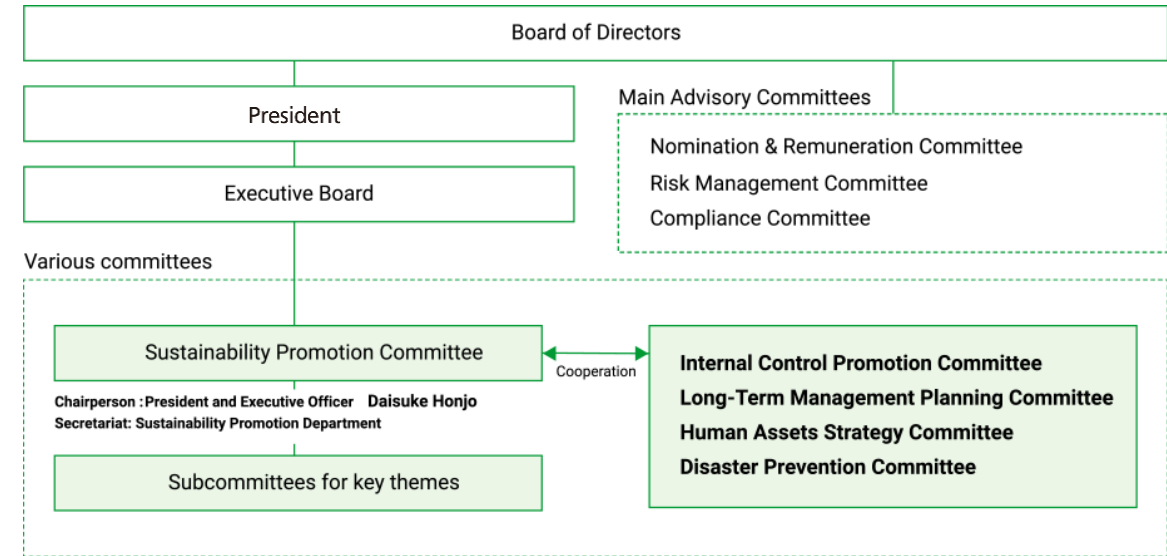 Board of Directors
President
Main Advisory Committees
Nomination & Remuneration Committee
Risk Management Committee
Compliance Committee
Executive Board
Various committees
Sustainability Promotion Committee
Cooperation
Chairperson :President and Executive Officer Daisuke Honjo
Secretariat: Sustainability Promotion Department
Subcommittees for key themes
Internal Control Promotion Committee
Long-Term Management Planning Committee
Human Assets Strategy Committee
Disaster Prevention Committee